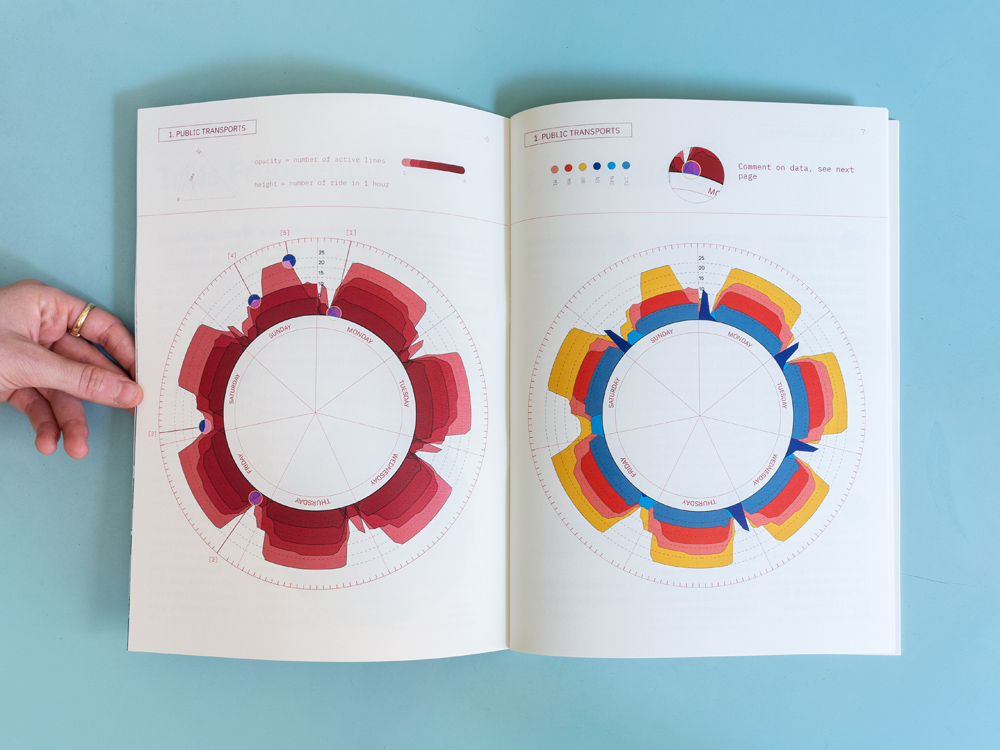 1. PUBLIC TRANSPORTS
6
opacity = number of active lines
height = number of ride in 1 hour
[5]
[1]
[4]
25
20
15
SUNDAY
MONDAY
SATURDAY
TUESDAY
[3]
FRIDAY
WEDNESDAY
THURSDAY
[2]
1. PUBLIC TRANSPORTS
7
Comment on data, see next
page
MO
25
20
15
10
SUNDAY
MONDAY
SATURDAY
TUESDAY
FRIDAY
WEDNESDAY
THURSDAY